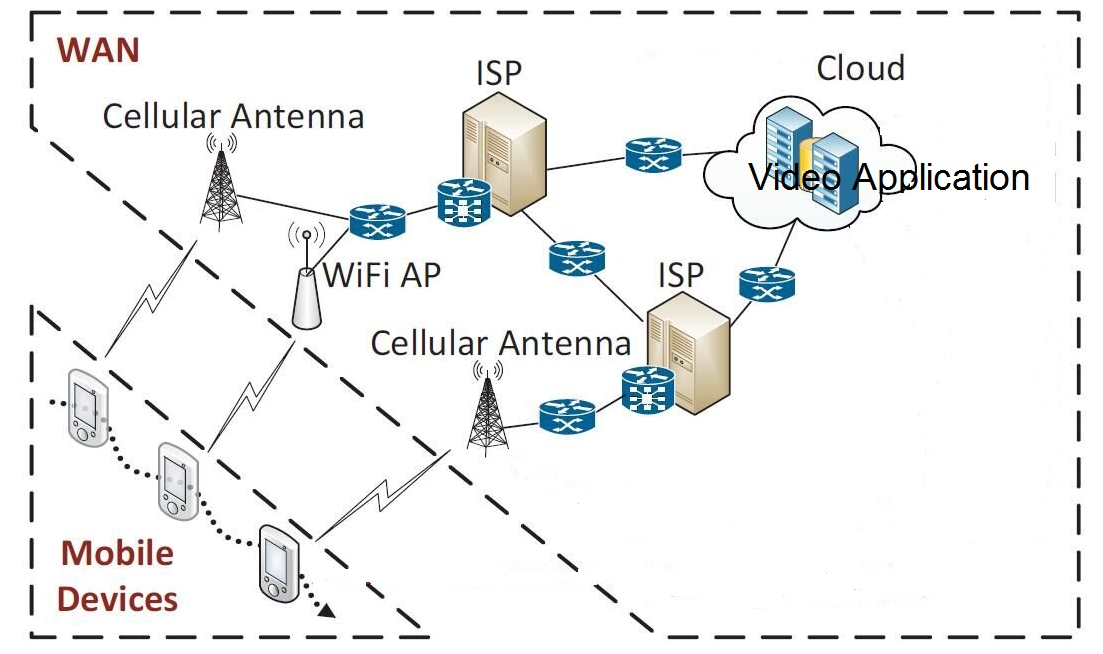 WAN
ISP
Cloud
Cellular Antenna
Video Application
WiFi AP
ISP
Cellular Antenna
Mobile
Devices